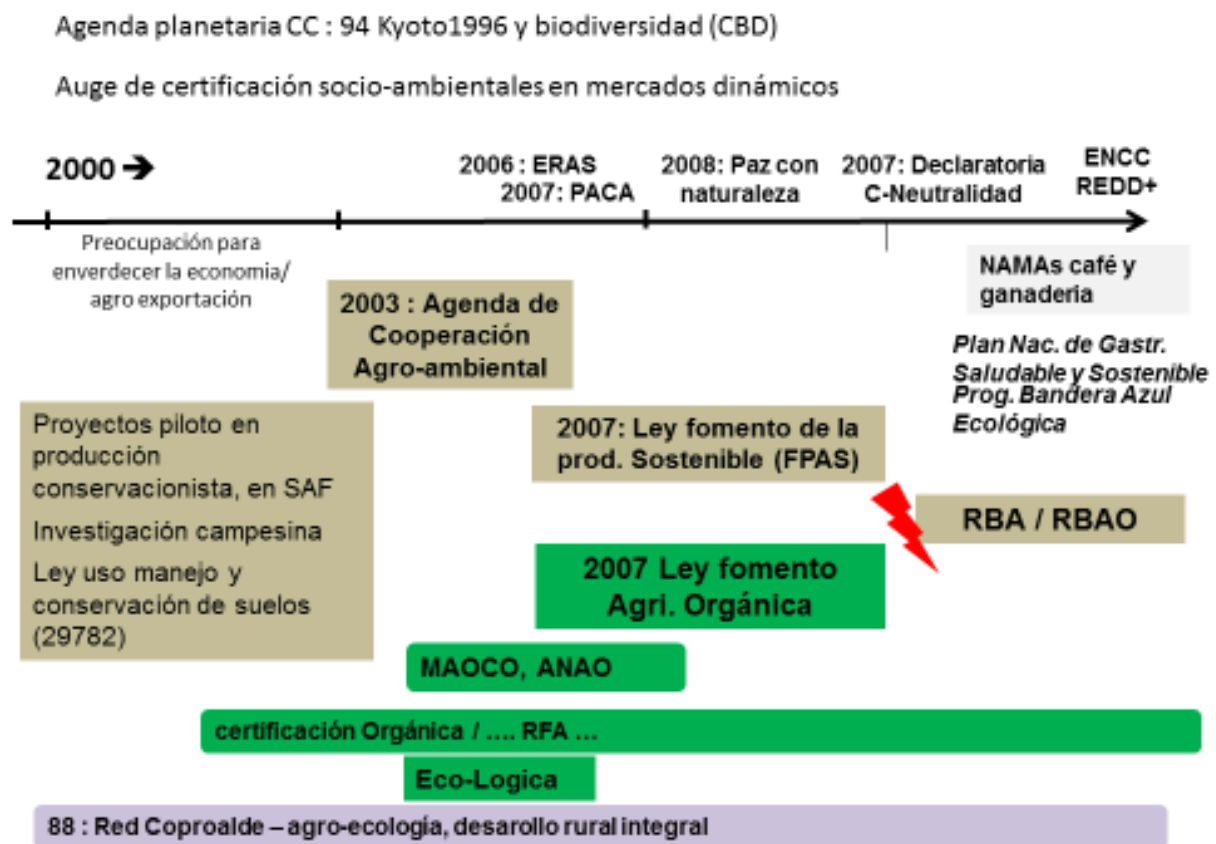 Agenda planetaria CC : 94 Kyoto1996 y biodiversidad (CBD)
Auge de certificación socio-ambientales en mercados dinámicos
2000 ➔
2006 : ERAS
2007: PACA
2008: Paz con
naturaleza
2007: Declaratoria
C-Neutralidad
ENCC
REDD+
Preocupación para
enverdecer la economia/
agro exportación
2003 : Agenda de
Cooperación
Agro-ambiental
NAMAs café y
ganaderia
Plan Nac. de Gastr.
Saludable y Sostenible
Prog. Bandera Azul
Ecológica
Proyectos piloto en
producción
conservacionista, en SAF
Investigación campesina
Ley uso manejo y
conservación de suelos
(29782)
2007: Ley fomento de la
prod. Sostenible (FPAS)
RBA / RBAO
2007 Ley fomento
Agri. Orgánica
MAOCO, ANAO
certificación Orgánica / .... RFA ...
Eco-Logica
88 : Red Coproalde – agro-ecología, desarollo rural integral